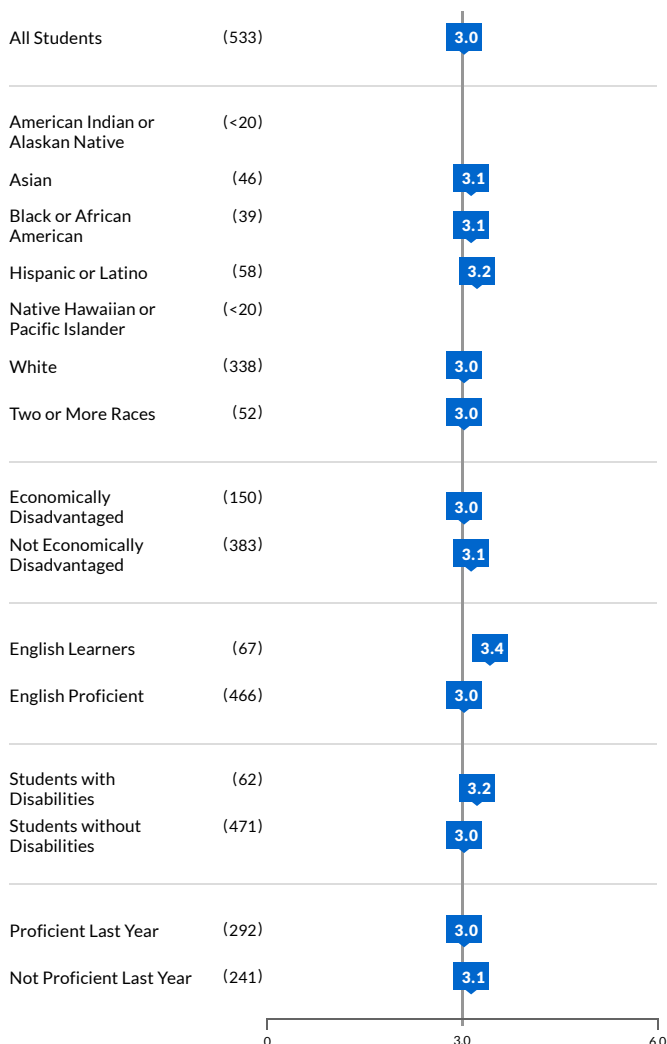 All Students (533) 3.0
American Indian or (<20)
Alaskan Native
Asian (46) 3.1
Black or African (39) 3.1
American
Hispanic or Latino (58) 3.2
Native Hawaiian or (<20)
Pacific Islander
White (338) 3.0
Two or More Races (52) 3.0
Economically (150) 3.0
Disadvantaged
Not Economically (383) 3.1
Disadvantaged
English Learners (67) 3.4
English Proficient (466) 3.0
Students with (62) 3.2
Disabilities
Students without (471) 3.0
Disabilities
Proficient Last Year (292) 3.0
Not Proficient Last Year (241) 3.1
0 3.0 6.0